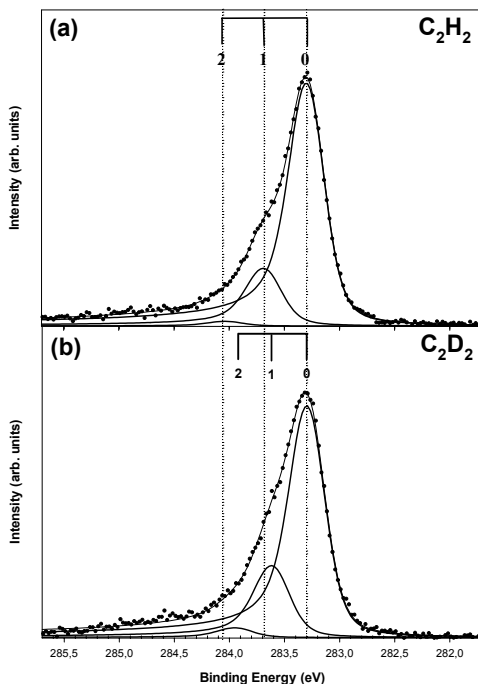 (a)
C₂H₂
2 1 0
Intensity (arb. units)
(b)
C₂D₂
2 1 0
Intensity (arb. units)
285,5 285,0 284,5 284,0 283,5 283,0 282,5 282,0
Binding Energy (eV)